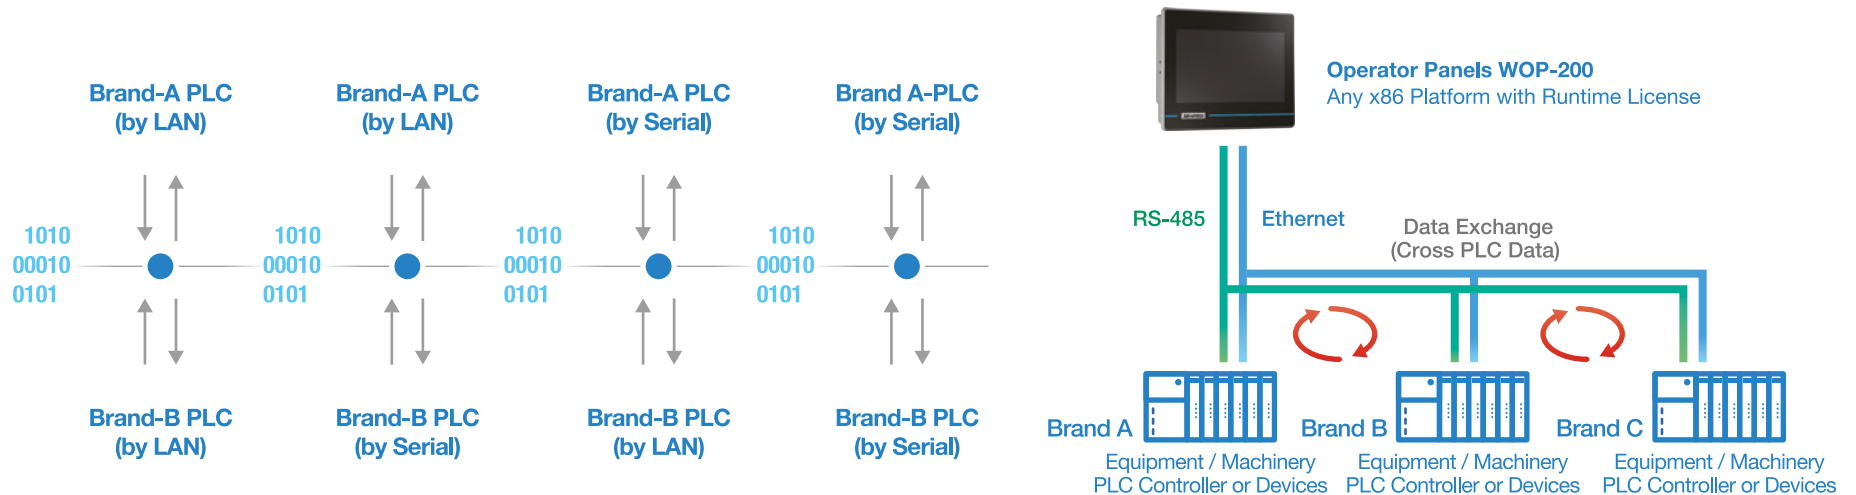 Brand-A PLC
(by LAN)
Brand-A PLC
(by LAN)
Brand-A PLC
(by Serial)
Brand A-PLC
(by Serial)
1010
00010
0101
1010
00010
0101
1010
00010
0101
1010
00010
0101
Brand-B PLC
(by LAN)
Brand-B PLC
(by Serial)
Brand-B PLC
(by LAN)
Brand-B PLC
(by Serial)
Operator Panels WOP-200
Any x86 Platform with Runtime License
RS-485
Ethernet
Data Exchange
(Cross PLC Data)
Brand A
Equipment / Machinery
PLC Controller or Devices
Brand B
Equipment / Machinery
PLC Controller or Devices
Brand C
Equipment / Machinery
PLC Controller or Devices